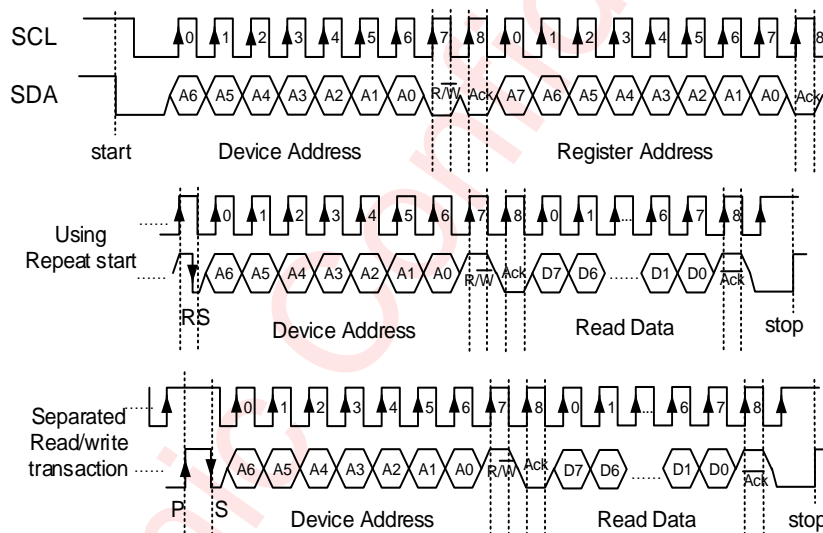 SCL 0 1 2 3 4 5 6 7 8 0 1 2 3 4 5 6 7 8
SDA A6 A5 A4 A3 A2 A1 A0 R/W̅ Ack A7 A6 A5 A4 A3 A2 A1 A0 Ack
start Device Address Register Address
0 1 2 3 4 5 6 7 8 0 1 ... 6 7 8
Using
Repeat start
...... A6 A5 A4 A3 A2 A1 A0 R/W̅ Ack D7 D6 ...... D1 D0 A̅c̅k̅
RS Device Address Read Data stop
0 1 2 3 4 5 6 7 8 0 1 ... 6 7 8
Separated
Read/write
transaction
...... A6 A5 A4 A3 A2 A1 A0 R/W̅ Ack D7 D6 ...... D1 D0 A̅c̅k̅
P S Device Address Read Data stop
nic Confid